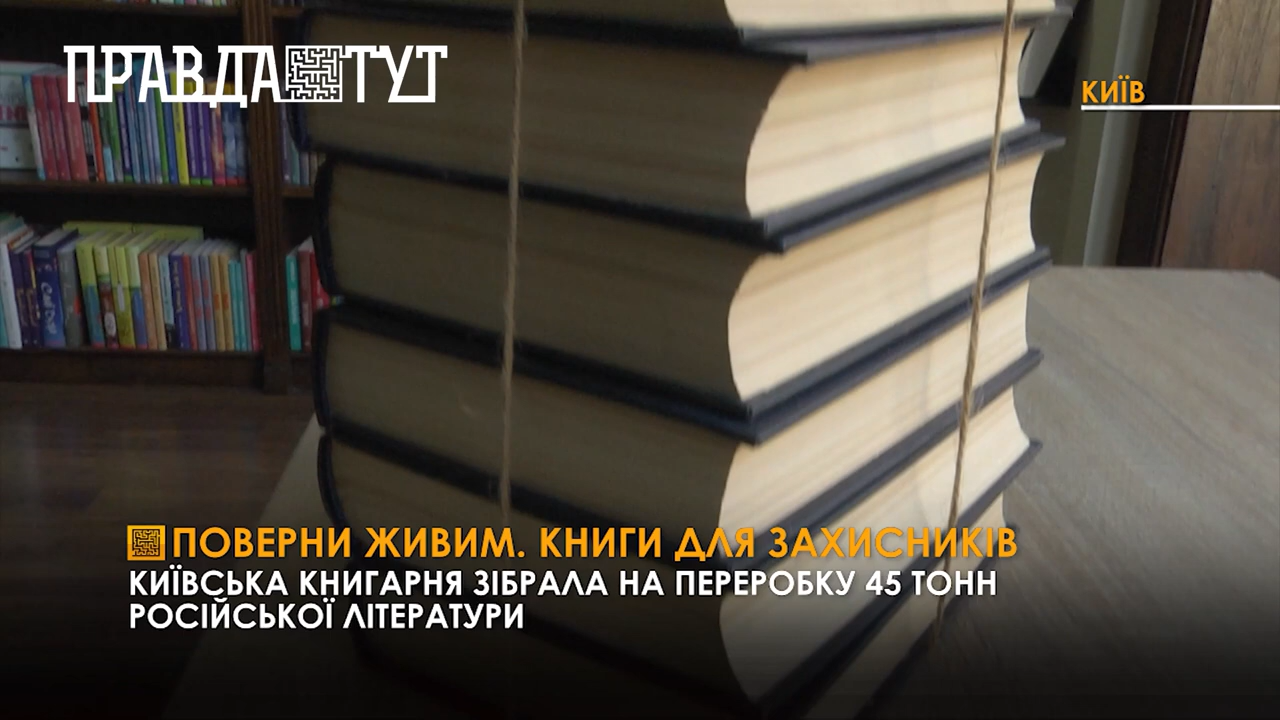 ПРАВДА ТУТ
КИЇВ
ПОВЕРНИ ЖИВИМ. КНИГИ ДЛЯ ЗАХИСНИКІВ
КИЇВСЬКА КНИГАРНЯ ЗІБРАЛА НА ПЕРЕРОБКУ 45 ТОНН
РОСІЙСЬКОЇ ЛІТЕРАТУРИ